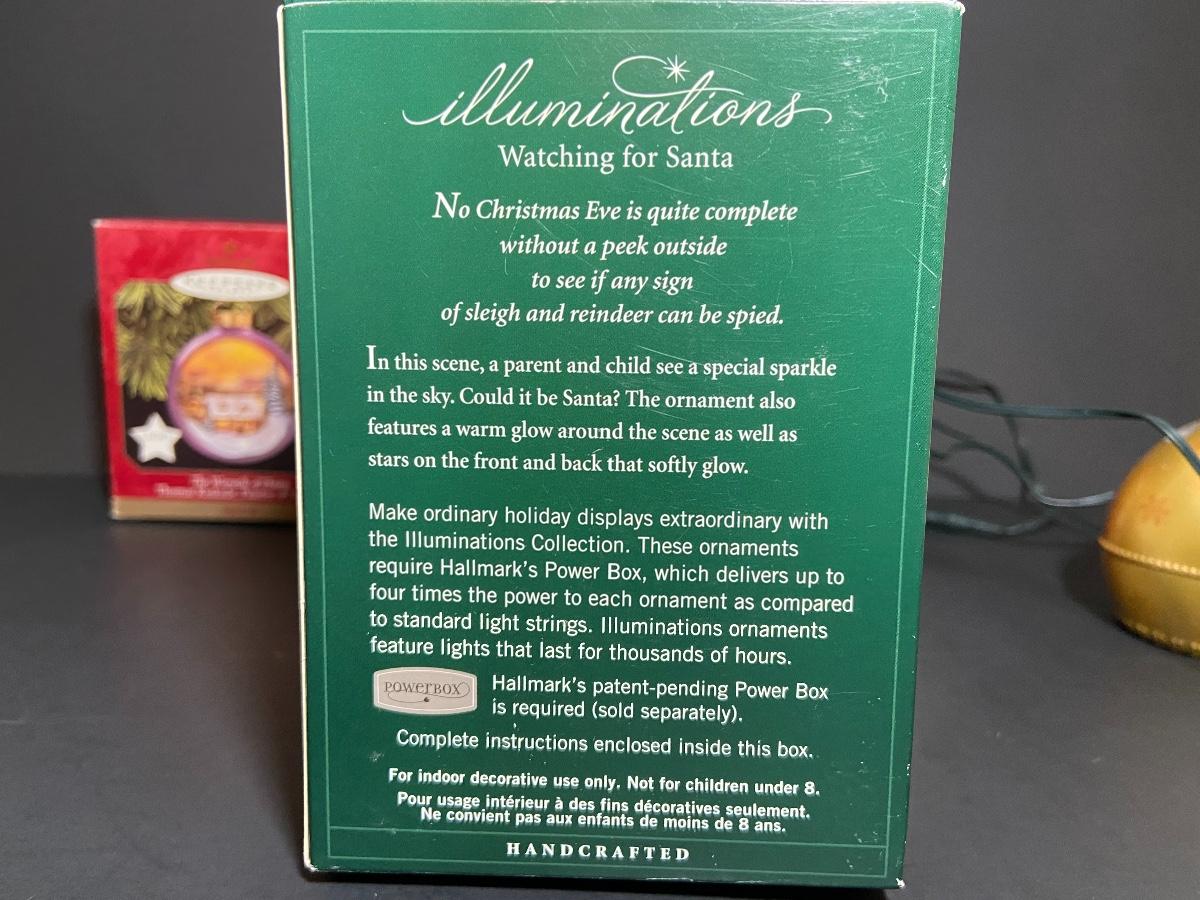 illuminations
Watching for Santa
No Christmas Eve is quite complete
without a peek outside
to see if any sign
of sleigh and reindeer can be spied.
In this scene, a parent and child see a special sparkle
in the sky. Could it be Santa? The ornament also
features a warm glow around the scene as well as
stars on the front and back that softly glow.
Make ordinary holiday displays extraordinary with
the Illuminations Collection. These ornaments
require Hallmark's Power Box, which delivers up to
four times the power to each ornament as compared
to standard light strings. Illuminations ornaments
feature lights that last for thousands of hours.
POWERBOX
Hallmark's patent-pending Power Box
is required (sold separately).
Complete instructions enclosed inside this box.
For indoor decorative use only. Not for children under 8.
Pour usage intérieur à des fins décoratives seulement.
Ne convient pas aux enfants de moins de 8 ans.
HANDCRAFTED